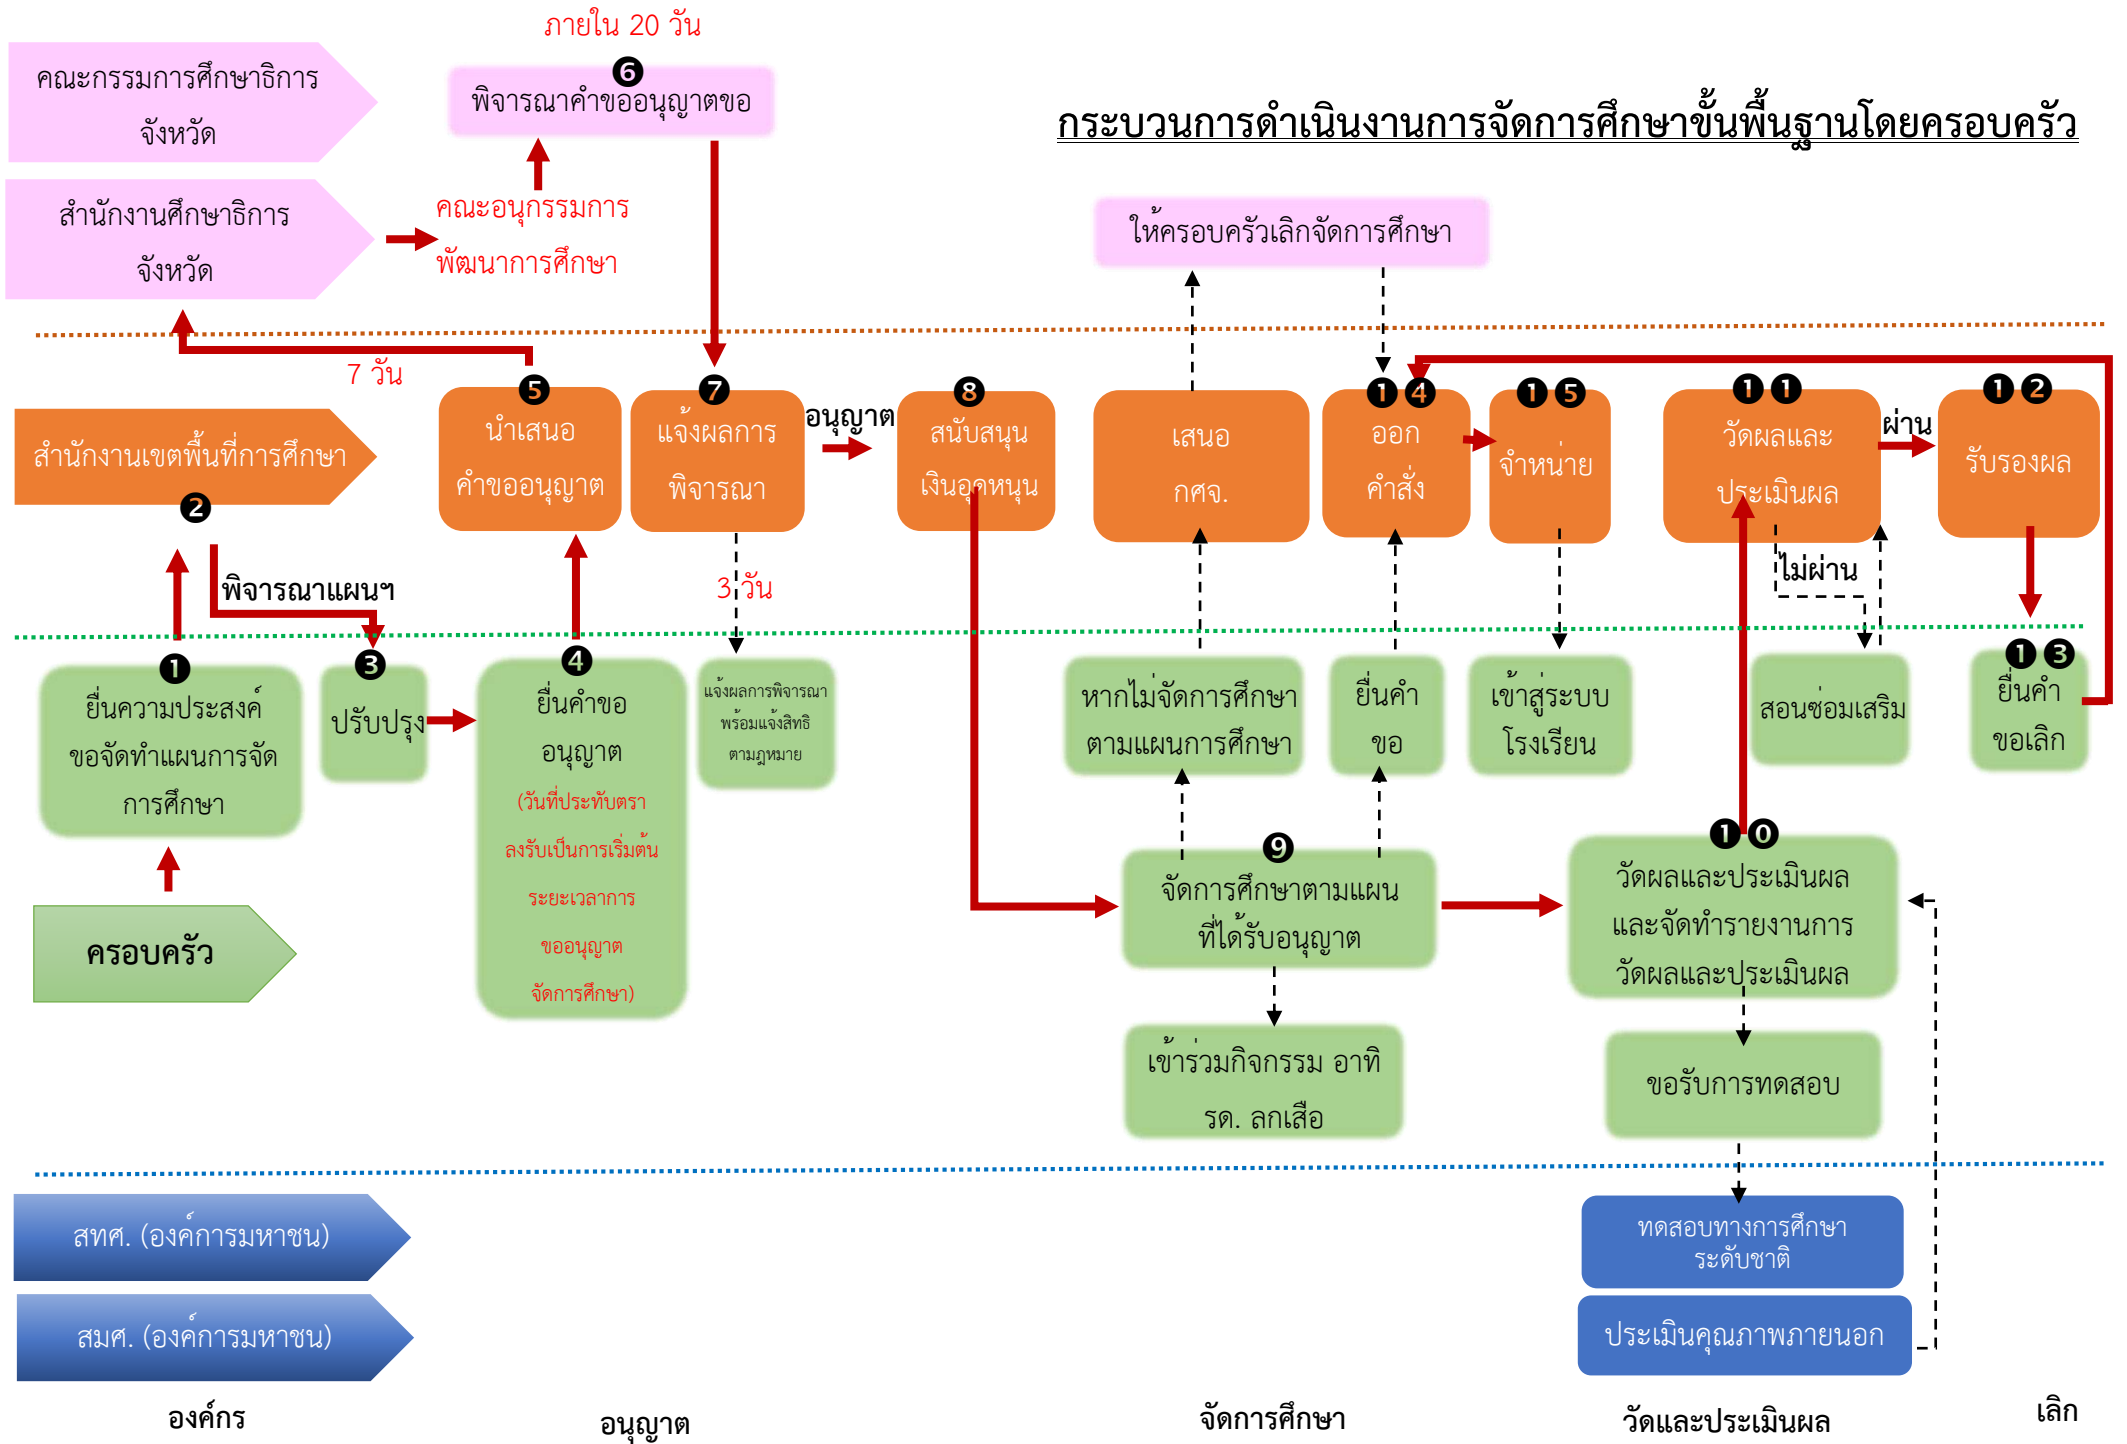 ภายใน 20 วัน
❻
คณะกรรมการศึกษาธิการ
จังหวัด
พิจารณาคำขออนุญาตขอ
กระบวนการดำเนินงานการจัดการศึกษาขั้นพื้นฐานโดยครอบครัว
สำนักงานศึกษาธิการ
จังหวัด
คณะอนุกรรมการ
พัฒนาการศึกษา
ให้ครอบครัวเลิกจัดการศึกษา
7 วัน
สำนักงานเขตพื้นที่การศึกษา
❷
❺
นำเสนอ
คำขออนุญาต
❼
แจ้งผลการ
พิจารณา
อนุญาต
❽
สนับสนุน
เงินอุดหนุน
เสนอ
กศจ.
❶❹
ออก
คำสั่ง
❶❺
จำหน่าย
❶❶
วัดผลและ
ประเมินผล
ผ่าน
❶❷
รับรองผล
พิจารณาแผนฯ
3 วัน
ไม่ผ่าน
❶
ยื่นความประสงค์
ขอจัดทำแผนการจัด
การศึกษา
❸
ปรับปรุง
❹
ยื่นคำขอ
อนุญาต
(วันที่ประทับตรา
ลงรับเป็นการเริ่มต้น
ระยะเวลาการ
ขออนุญาต
จัดการศึกษา)
แจ้งผลการพิจารณา
พร้อมแจ้งสิทธิ
ตามฎหมาย
หากไม่จัดการศึกษา
ตามแผนการศึกษา
ยื่นคำ
ขอ
เข้าสู่ระบบ
โรงเรียน
สอนซ่อมเสริม
❶❸
ยื่นคำ
ขอเลิก
ครอบครัว
❾
จัดการศึกษาตามแผน
ที่ได้รับอนุญาต
❶⓿
วัดผลและประเมินผล
และจัดทำรายงานการ
วัดผลและประเมินผล
เข้าร่วมกิจกรรม อาทิ
รด. ลกเสือ
ขอรับการทดสอบ
สทศ. (องค์การมหาชน)
ทดสอบทางการศึกษา
ระดับชาติ
สมศ. (องค์การมหาชน)
ประเมินคุณภาพภายนอก
องค์กร
อนุญาต
จัดการศึกษา
วัดและประเมินผล
เลิก